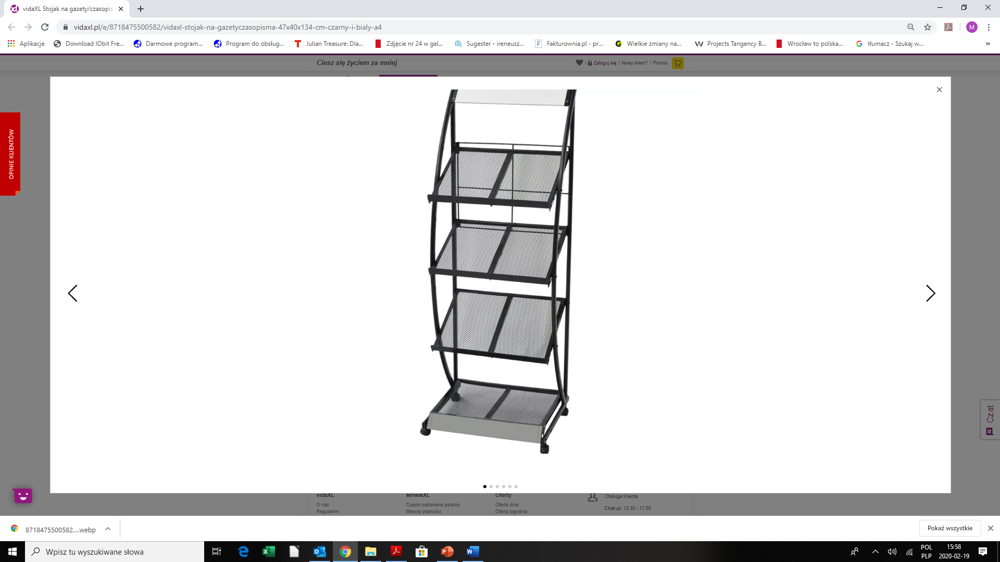 vidaXL Stojak na gazety/czasopis
vidaxl.pl/e/8718475500582/vidaxl-stojak-na-gazetyczasopisma-47x40x134-cm-czarny-i-bialy-a4
M
Aplikacje
Download IObit Fre...
Darmowe program...
Program do obsług...
Julian Treasure: Dla...
Zdjęcie nr 24 w gal...
Sugester - ireneusz...
Fakturownia.pl - pr...
Wielkie zmiany na...
Projects Tangency B...
Wrocław to polska...
tłumacz - Szukaj w...
Ciesz się życiem za mniej
Zaloguj się | Nowy klient? | Pomoc
OPINIE KLIENTÓW
Czat
vidaXL
serwisXL
Oferty
Obsługa Klienta
O nas
Często zadawane pytania
Oferta dnia
Chat-ul: 13:30 - 17:00
Regulamin
Metody płatności
Oferta tygodnia
8718475500582....webp
Pokaż wszystkie
Wpisz tu wyszukiwane słowa
POL
PLP
15:58
2020-02-19